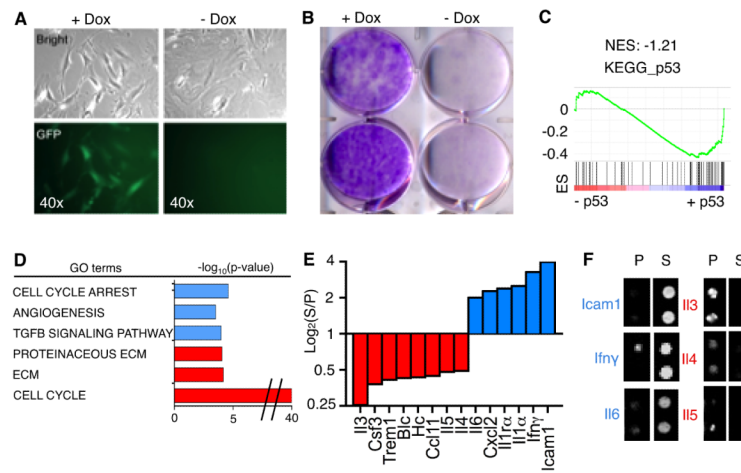 A
+ Dox
- Dox
Bright
GFP
40x
40x
B
+ Dox
- Dox
C
NES: -1.21
KEGG_p53
0
-0.2
-0.4
ES
- p53
+ p53
D
GO terms
-log10(p-value)
CELL CYCLE ARREST
ANGIOGENESIS
TGFB SIGNALING PATHWAY
PROTEINACEOUS ECM
ECM
CELL CYCLE
0
5
40
E
Log2(S/P)
4
2
1
0.5
0.25
Il3
Csf3
Trem1
Blc
Hc
Ccl11
Il5
Il4
Il6
Cxcl2
Il1rα
Il1α
Ifnγ
Icam1
F
P
S
P
S
Icam1
Il3
Ifnγ
Il4
Il6
Il5